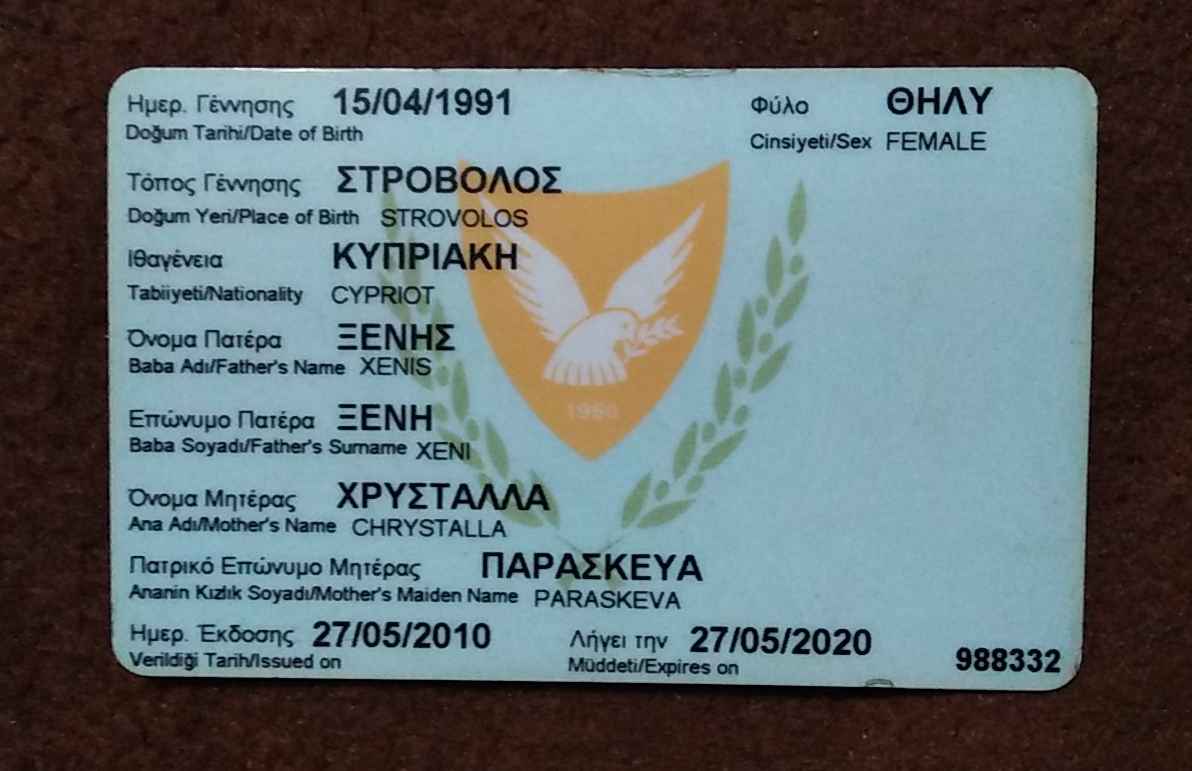 Ημερ. Γέννησης 15/04/1991 Φύλο ΘΗΛΥ
Doğum Tarihi/Date of Birth Cinsiyeti/Sex FEMALE
Τόπος Γέννησης ΣΤΡΟΒΟΛΟΣ
Doğum Yeri/Place of Birth STROVOLOS
Ιθαγένεια ΚΥΠΡΙΑΚΗ
Tabiiyeti/Nationality CYPRIOT
Όνομα Πατέρα ΞΕΝΗΣ
Baba Adı/Father's Name XENIS
1960
Επώνυμο Πατέρα ΞΕΝΗ
Baba Soyadı/Father's Surname XENI
Όνομα Μητέρας ΧΡΥΣΤΑΛΛΑ
Ana Adı/Mother's Name CHRYSTALLA
Πατρικό Επώνυμο Μητέρας ΠΑΡΑΣΚΕΥΑ
Ananin Kızlık Soyadı/Mother's Maiden Name PARASKEVA
Ημερ. Έκδοσης 27/05/2010 Λήγει την 27/05/2020
Verildiği Tarih/Issued on Müddeti/Expires on 988332